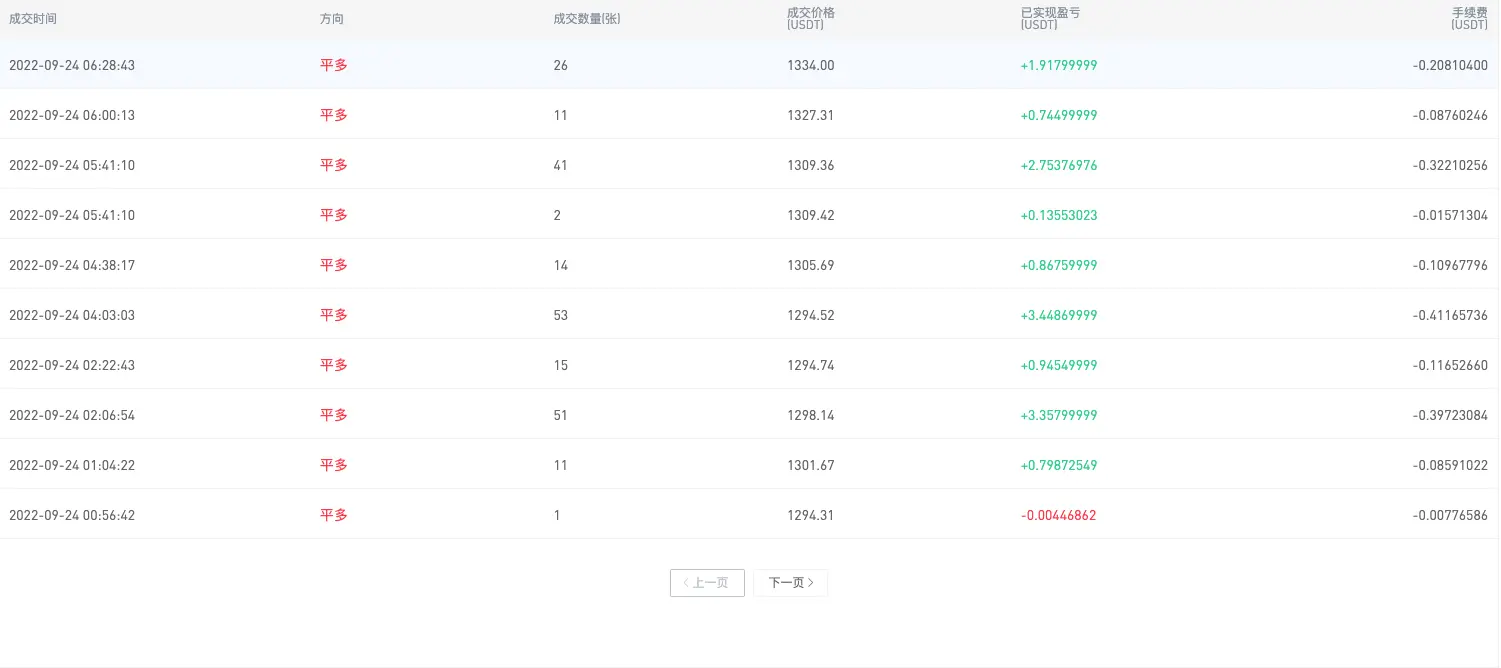 成交时间 方向 成交数量(张) 成交价格 (USDT) 已实现盈亏 (USDT) 手续费 (USDT)
2022-09-24 06:28:43 平多 26 1334.00 +1.91799999 -0.20810400
2022-09-24 06:00:13 平多 11 1327.31 +0.74499999 -0.08760246
2022-09-24 05:41:10 平多 41 1309.36 +2.75376976 -0.32210256
2022-09-24 05:41:10 平多 2 1309.42 +0.13553023 -0.01571304
2022-09-24 04:38:17 平多 14 1305.69 +0.86759999 -0.10967796
2022-09-24 04:03:03 平多 53 1294.52 +3.44869999 -0.41165736
2022-09-24 02:22:43 平多 15 1294.74 +0.94549999 -0.11652660
2022-09-24 02:06:54 平多 51 1298.14 +3.35799999 -0.39723084
2022-09-24 01:04:22 平多 11 1301.67 +0.79872549 -0.08591022
2022-09-24 00:56:42 平多 1 1294.31 -0.00446862 -0.00776586
上一页 下一页